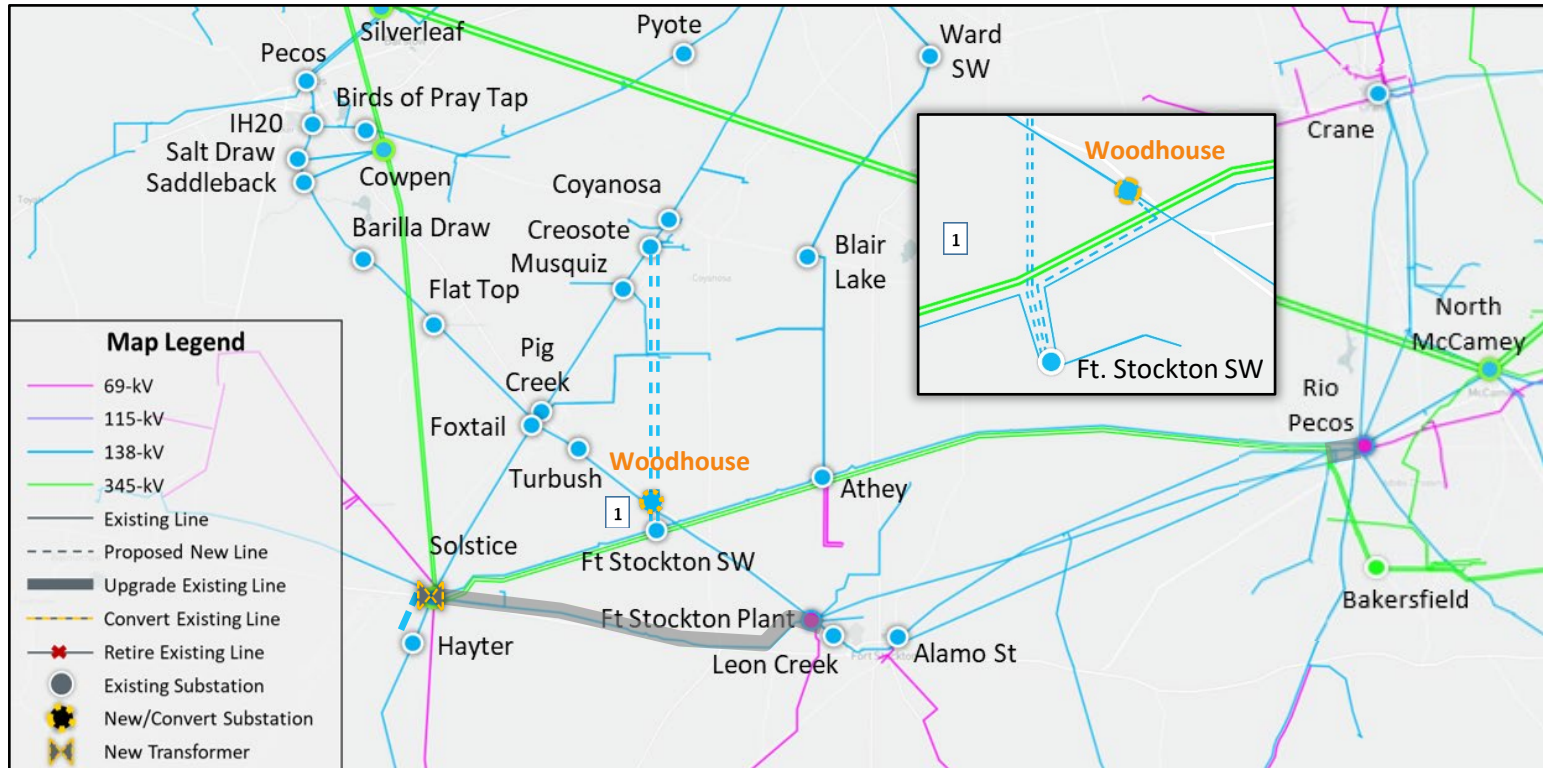 Silverleaf
Pecos
Pyote
Ward
SW
Birds of Pray Tap
IH20
Salt Draw
Saddleback
Cowpen
Crane
Coyanosa
Creosote
Musquiz
Barilla Draw
Blair
Lake
Flat Top
Pig
Creek
Foxtail
Turbush
Woodhouse
1
Athey
Solstice
Ft Stockton SW
North
McCamey
Rio
Pecos
Ft Stockton Plant
Hayter
Leon Creek
Alamo St
Bakersfield
Woodhouse
1
Ft. Stockton SW
Coyanosa
McCamey
Map Legend
69-kV
115-kV
138-kV
345-kV
Existing Line
Proposed New Line
Upgrade Existing Line
Convert Existing Line
Retire Existing Line
Existing Substation
New/Convert Substation
New Transformer